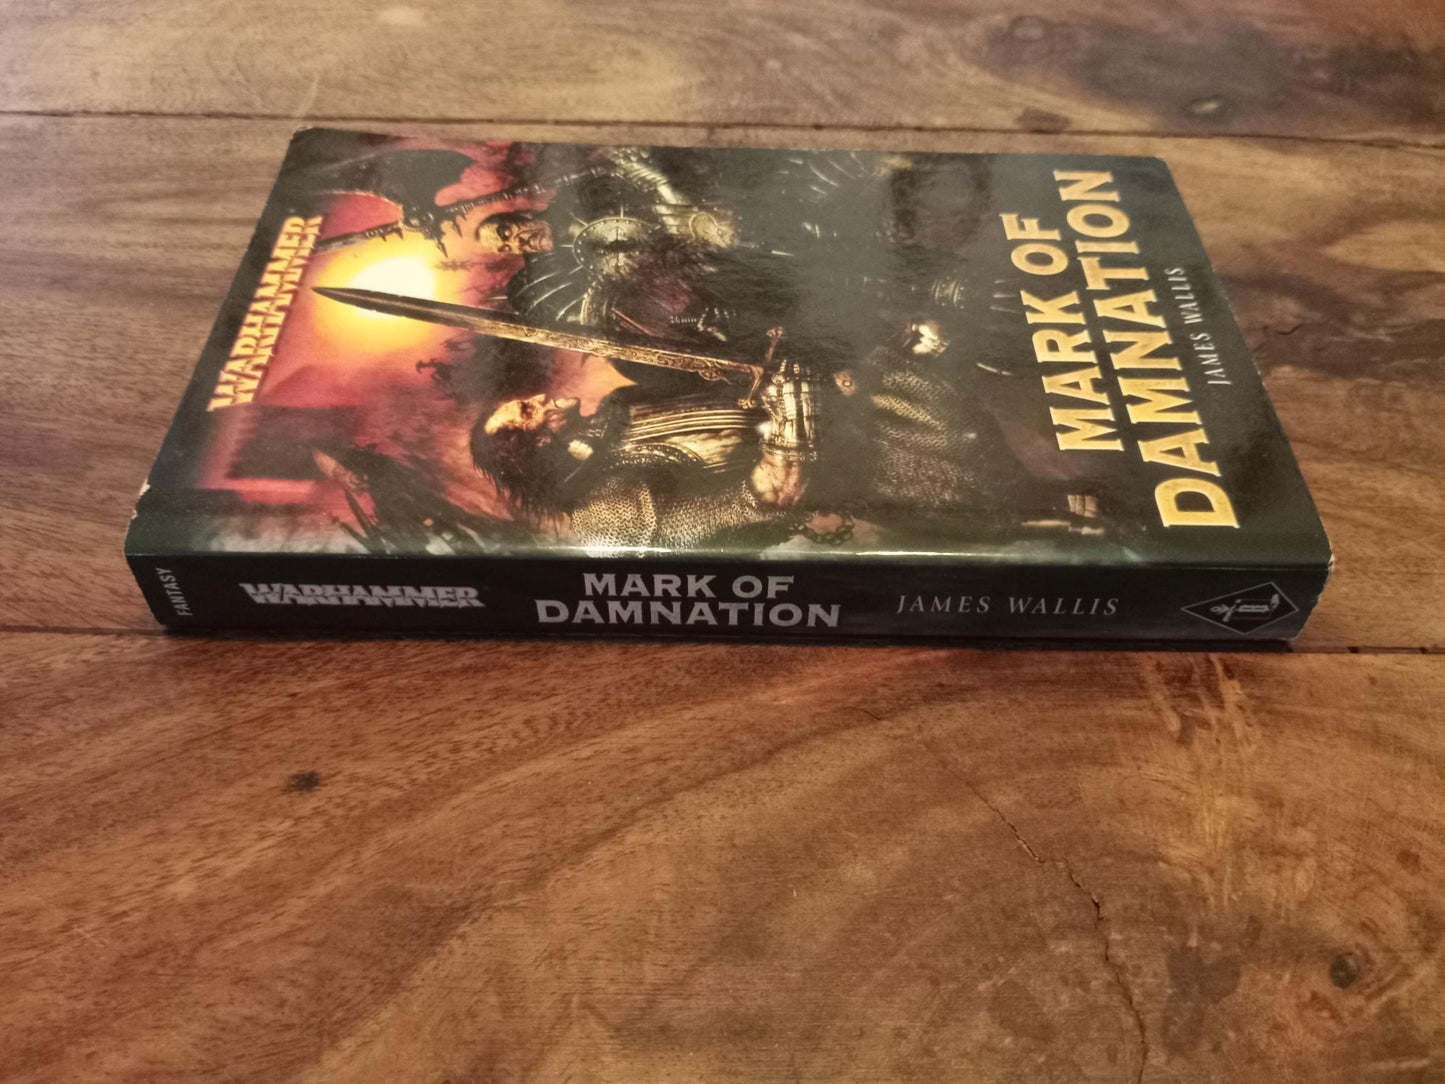 WARHAMMER
MARK OF
DAMNATION
JAMES WALLIS
FANTASY
WARHAMMER
MARK OF
DAMNATION
JAMES WALLIS